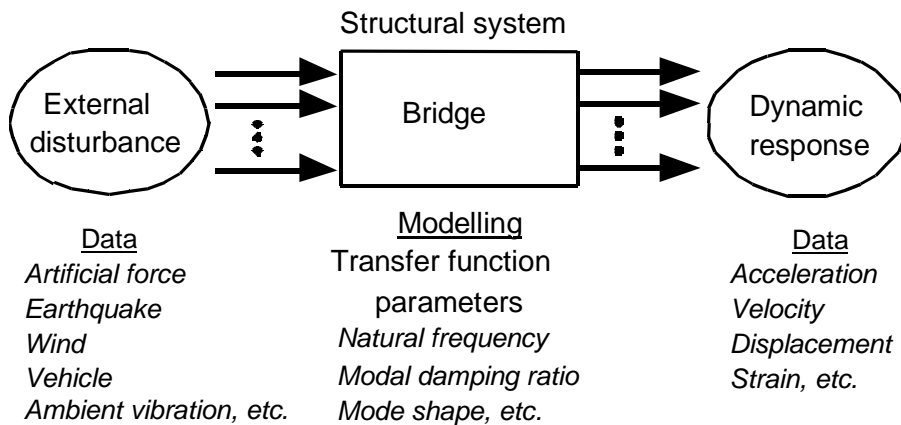 Structural system
External
disturbance
Bridge
Dynamic
response
Data
Artificial force
Earthquake
Wind
Vehicle
Ambient vibration, etc.
Modelling
Transfer function
parameters
Natural frequency
Modal damping ratio
Mode shape, etc.
Data
Acceleration
Velocity
Displacement
Strain, etc.